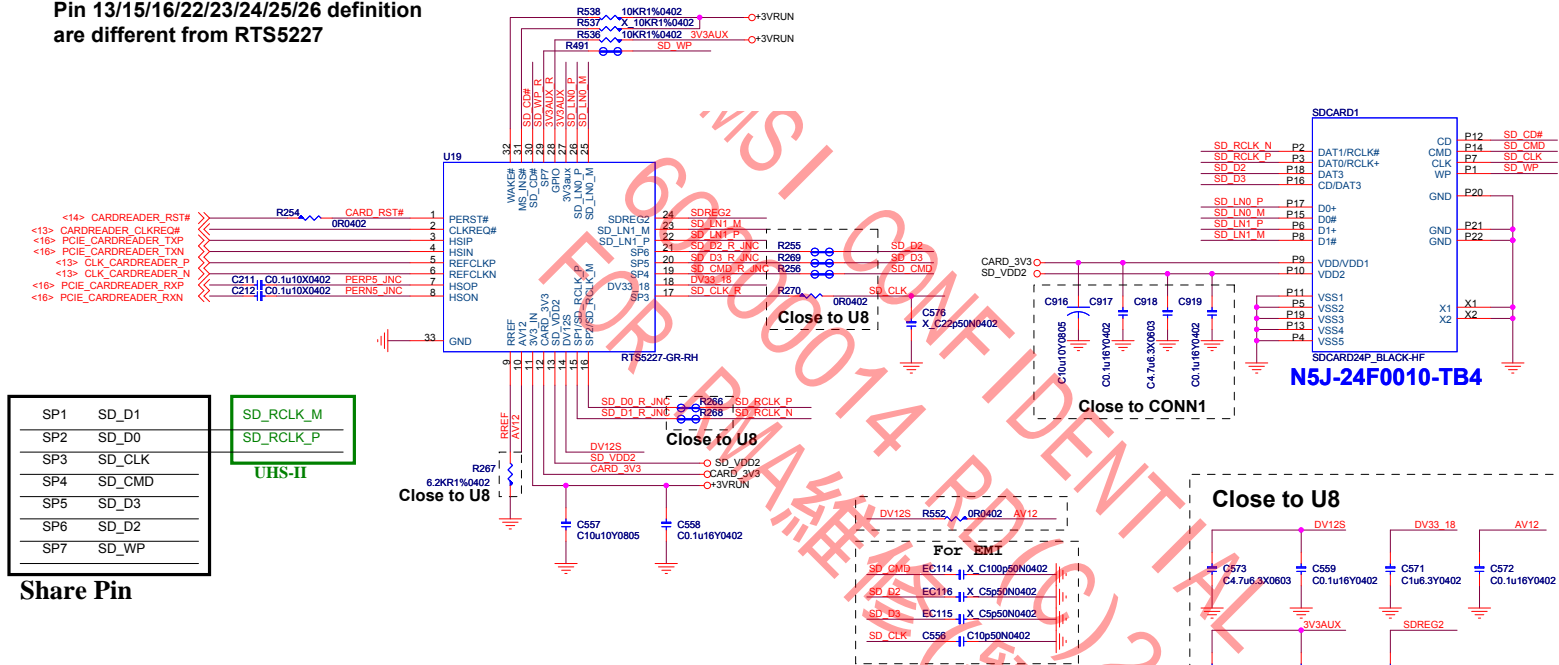 Pin 13/15/16/22/23/24/25/26 definition
are different from RTS5227
R538 10KR1%0402 +3VRUN
R537 X_10KR1%0402
R536 10KR1%0402 3V3AUX +3VRUN
R491 SD_WP
SD_CD#
SD_WP_R
3V3AUX_R
3V3AUX
SD_LN0_P
SD_LN0_M
32 31 30 29 28 27 26 25
U19
WAKE#
MS_INS#
SD_CD#
SP7
GPIO
3V3aux
SD_LN0_P
SD_LN0_M
<14> CARDREADER_RST# R254 0R0402 CARD_RST# 1 PERST#
<13> CARDREADER_CLKREQ# 2 CLKREQ#
<16> PCIE_CARDREADER_TXP 3 HSIP
<16> PCIE_CARDREADER_TXN 4 HSIN
<13> CLK_CARDREADER_P 5 REFCLKP
<13> CLK_CARDREADER_N 6 REFCLKN
<16> PCIE_CARDREADER_RXP C211 C0.1u10X0402 PERP5_JNC 7 HSOP
<16> PCIE_CARDREADER_RXN C212 C0.1u10X0402 PERN5_JNC 8 HSON
33 GND
SDREG2 24 SDREG2
SD_LN1_M 23 SD_LN1_M
SD_LN1_P 22 SD_LN1_P
SP6 21 SD_D2_R_JNC R255 SD_D2
SP5 20 SD_D3_R_JNC R269 SD_D3
SP4 19 SD_CMD_R_JNC R256 SD_CMD
DV33_18 18 DV33_18
SP3 17 SD_CLK_R R270 0R0402 SD_CLK
Close to U8
C576
X_C22p50N0402
RREF
AV12
3V3_IN
CARD_3V3
SD_VDD2
DV12S
SP1/SD_RCLK_P
SP2/SD_RCLK_M
RTS5227-GR-RH
9 10 11 12 13 14 15 16
SD_D0_R_JNC R266 SD_RCLK_P
SD_D1_R_JNC R268 SD_RCLK_N
Close to U8
RREF
AV12
DV12S
SD_VDD2 SD_VDD2
CARD_3V3 CARD_3V3
+3VRUN
R267
6.2KR1%0402
Close to U8
C557
C10u10Y0805
C558
C0.1u16Y0402
SDCARD1
SD_RCLK_N P2 DAT1/RCLK#
SD_RCLK_P P3 DAT0/RCLK+
SD_D2 P18 DAT3
SD_D3 P16 CD/DAT3
SD_LN0_P P17 D0+
SD_LN0_M P15 D0#
SD_LN1_P P6 D1+
SD_LN1_M P8 D1#
CARD_3V3 P9 VDD/VDD1
SD_VDD2 P10 VDD2
P11 VSS1
P5 VSS2
P19 VSS3
P13 VSS4
P4 VSS5
CD P12 SD_CD#
CMD P14 SD_CMD
CLK P7 SD_CLK
WP P1 SD_WP
GND P20
GND P21
GND P22
X1 X1
X2 X2
SDCARD24P_BLACK-HF
N5J-24F0010-TB4
C916 C917 C918 C919
C10u10Y0805
C0.1u16Y0402
C4.7u6.3X0603
C0.1u16Y0402
Close to CONN1
SP1 SD_D1 SD_RCLK_M
SP2 SD_D0 SD_RCLK_P
SP3 SD_CLK
SP4 SD_CMD
SP5 SD_D3
SP6 SD_D2
SP7 SD_WP
UHS-II
Share Pin
DV12S R552 0R0402 AV12
For EMI
SD_CMD EC114 X_C100p50N0402
SD_D2 EC116 X_C5p50N0402
SD_D3 EC115 X_C5p50N0402
SD_CLK C556 C10p50N0402
Close to U8
DV12S DV33_18 AV12
C573
C4.7u6.3X0603
C559
C0.1u16Y0402
C571
C1u6.3Y0402
C572
C0.1u16Y0402
3V3AUX SDREG2
MSI CONFIDENTIAL
60900014 RD(C)2
FOR RMA維修